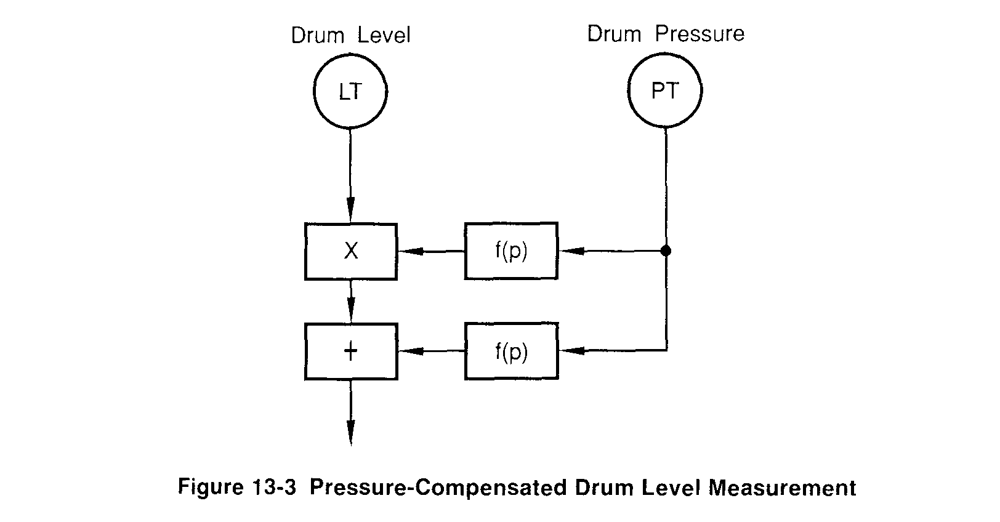 Drum Level
Drum Pressure
LT
PT
X
f(p)
+
f(p)
Figure 13-3 Pressure-Compensated Drum Level Measurement